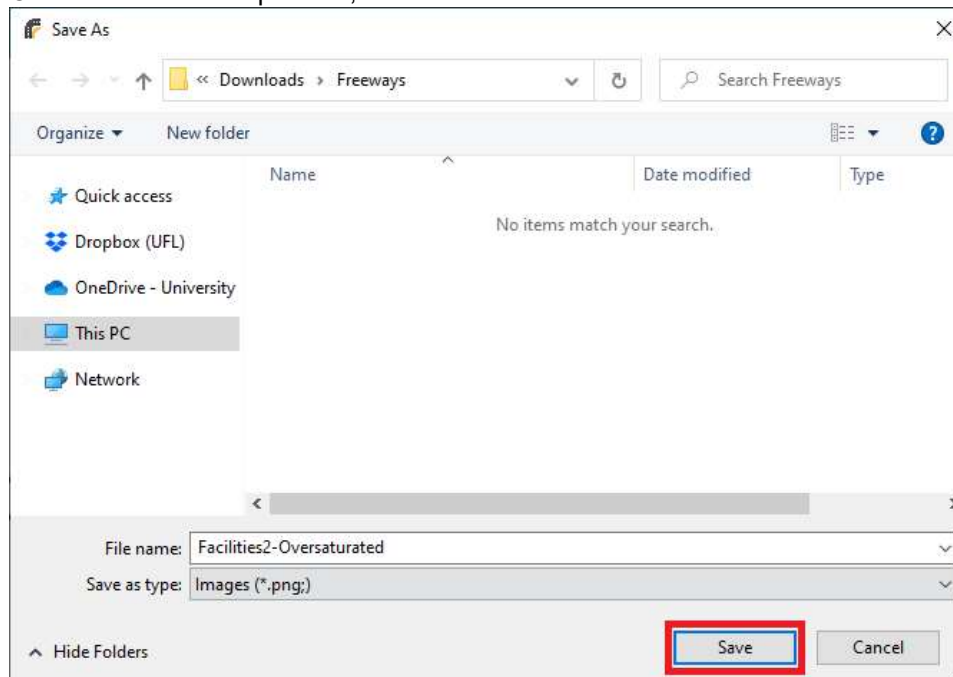 Save As
« Downloads › Freeways
Search Freeways
Organize New folder
Name Date modified Type
Quick access
No items match your search.
Dropbox (UFL)
OneDrive - University
This PC
Network
File name: Facilities2-Oversaturated
Save as type: Images (*.png;)
Hide Folders Save Cancel